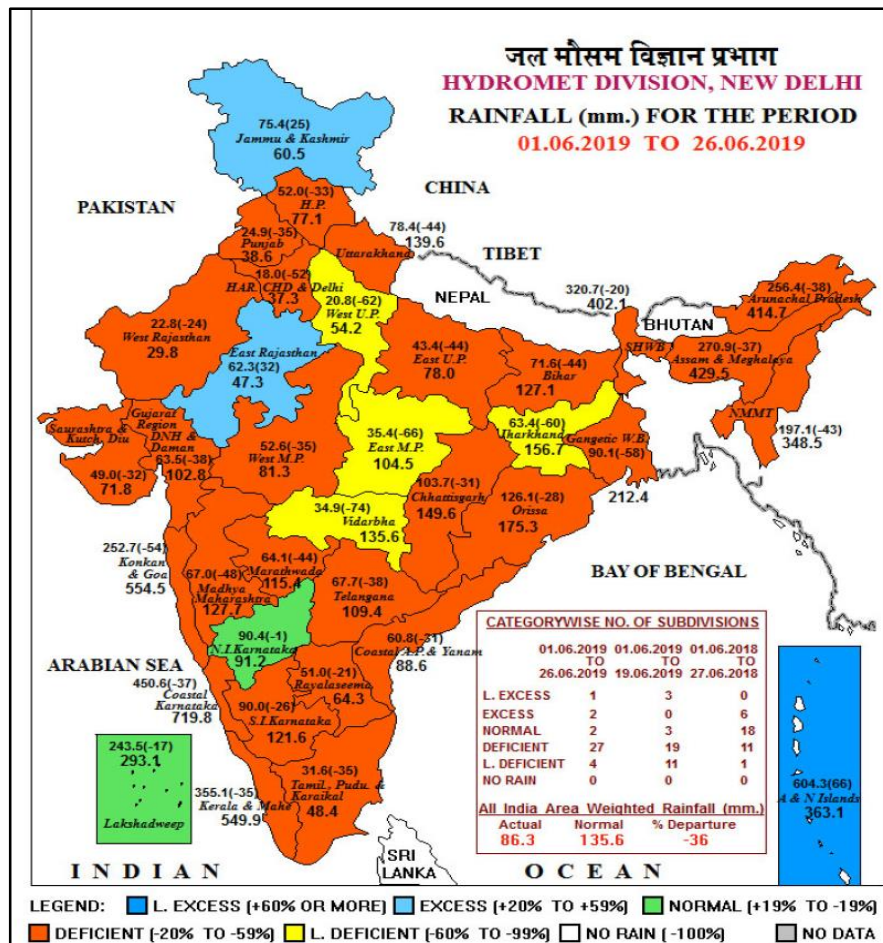 जल मौसम विज्ञान प्रभाग
HYDROMET DIVISION, NEW DELHI
RAINFALL (mm.) FOR THE PERIOD
01.06.2019 TO 26.06.2019
75.4(25)
Jammu & Kashmir
60.5
52.0(-33)
H.P.
77.1
CHINA
PAKISTAN
24.9(-35)
Punjab
38.6
78.4(-44)
139.6
Uttarakhand
TIBET
18.0(-52)
HAR. CHD & Delhi
37.3
20.8(-62)
West U.P.
54.2
NEPAL
320.7(-20)
402.1
256.4(-38)
Arunachal Pradesh
414.7
BHUTAN
22.8(-24)
West Rajasthan
29.8
East Rajasthan
62.3(32)
47.3
43.4(-44)
East U.P.
78.0
71.6(-44)
Bihar
127.1
SHWB
270.9(-37)
Assam & Meghalaya
429.5
NMMT
197.1(-43)
348.5
Saurashtra &
Kutch, Diu
49.0(-32)
71.8
Gujarat
Region
DNH &
Daman
63.5(-38)
102.8
52.6(-35)
West M.P.
81.3
35.4(-66)
East M.P.
104.5
63.4(-60)
Jharkhand
156.7
Gangetic W.B.
90.1(-58)
212.4
103.7(-31)
Chhattisgarh
149.6
126.1(-28)
Orissa
175.3
34.9(-74)
Vidarbha
135.6
252.7(-54)
Konkan
& Goa
554.5
67.0(-48)
Madhya
Maharashtra
127.7
64.1(-44)
Marathwada
115.4
67.7(-38)
Telangana
109.4
BAY OF BENGAL
90.4(-1)
N.I.Karnataka
91.2
60.8(-31)
Coastal A.P.& Yanam
88.6
ARABIAN SEA
450.6(-37)
Coastal
Karnataka
719.8
51.0(-21)
Rayalaseema
64.3
90.0(-26)
S.I.Karnataka
121.6
243.5(-17)
293.1
Lakshadweep
355.1(-35)
Kerala & Mahe
549.9
31.6(-35)
Tamil, Pudu. &
Karaikal
48.4
604.3(66)
A & N Islands
363.1
SRI
LANKA
INDIAN OCEAN
CATEGORYWISE NO. OF SUBDIVISIONS
01.06.2019 01.06.2019 01.06.2018
TO TO TO
26.06.2019 19.06.2019 27.06.2018
L. EXCESS 1 3 0
EXCESS 2 0 6
NORMAL 2 3 18
DEFICIENT 27 19 11
L. DEFICIENT 4 11 1
NO RAIN 0 0 0
All India Area Weighted Rainfall (mm.)
Actual Normal % Departure
86.3 135.6 -36
LEGEND: L. EXCESS (+60% OR MORE) EXCESS (+20% TO +59%) NORMAL (+19% TO -19%)
DEFICIENT (-20% TO -59%) L. DEFICIENT (-60% TO -99%) NO RAIN (-100%) NO DATA